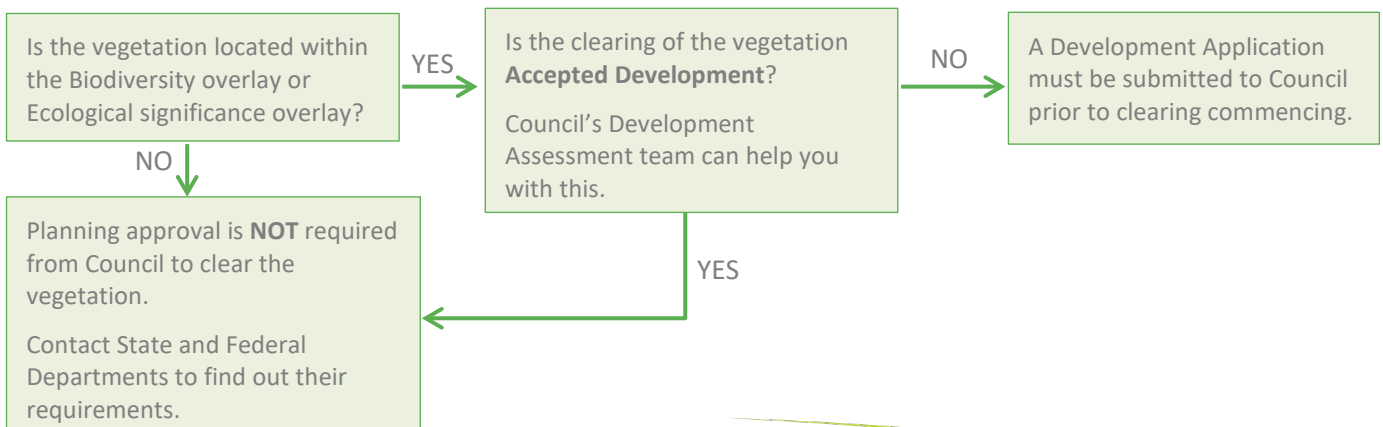 Is the vegetation located within
the Biodiversity overlay or
Ecological significance overlay?
YES
Is the clearing of the vegetation
Accepted Development?
Council’s Development
Assessment team can help you
with this.
NO
A Development Application
must be submitted to Council
prior to clearing commencing.
NO
Planning approval is NOT required
from Council to clear the
vegetation.
Contact State and Federal
Departments to find out their
requirements.
YES